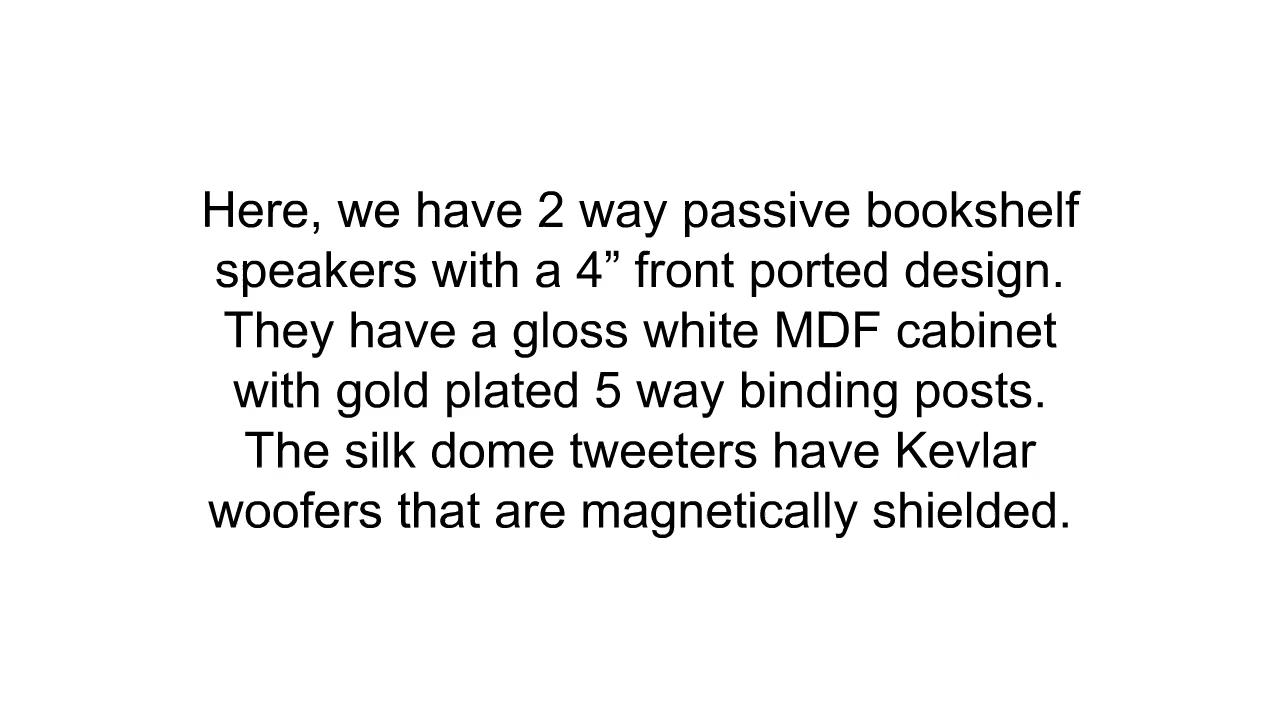 Here, we have 2 way passive bookshelf
speakers with a 4” front ported design.
They have a gloss white MDF cabinet
with gold plated 5 way binding posts.
The silk dome tweeters have Kevlar
woofers that are magnetically shielded.